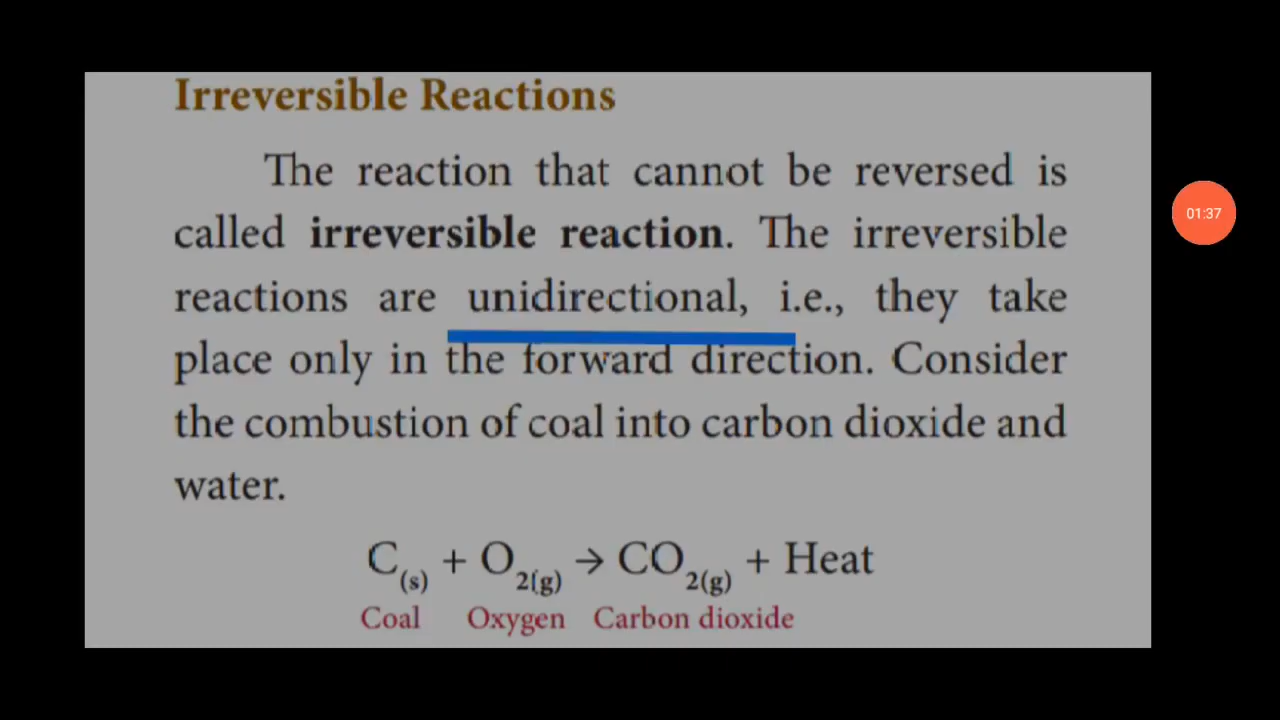 Irreversible Reactions
The reaction that cannot be reversed is
called irreversible reaction. The irreversible
reactions are unidirectional, i.e., they take
place only in the forward direction. Consider
the combustion of coal into carbon dioxide and
water.
C(s) + O2(g) → CO2(g) + Heat
Coal Oxygen Carbon dioxide
01:37